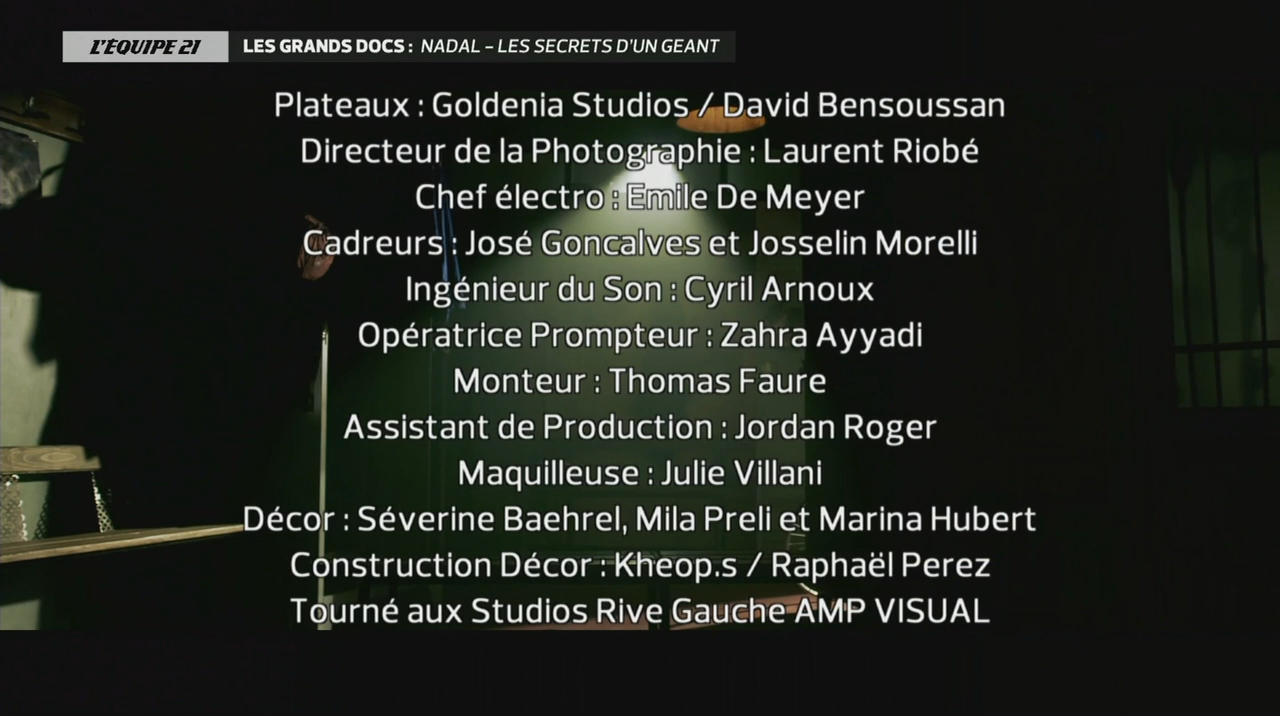 L'ÉQUIPE 21 LES GRANDS DOCS : NADAL – LES SECRETS D'UN GEANT
Plateaux : Goldenia Studios / David Bensoussan
Directeur de la Photographie : Laurent Riobé
Chef électro : Emile De Meyer
Cadreurs : José Goncalves et Josselin Morelli
Ingénieur du Son : Cyril Arnoux
Opératrice Prompteur : Zahra Ayyadi
Monteur : Thomas Faure
Assistant de Production : Jordan Roger
Maquilleuse : Julie Villani
Décor : Séverine Baehrel, Mila Preli et Marina Hubert
Construction Décor : Kheop.s / Raphaël Perez
Tourné aux Studios Rive Gauche AMP VISUAL